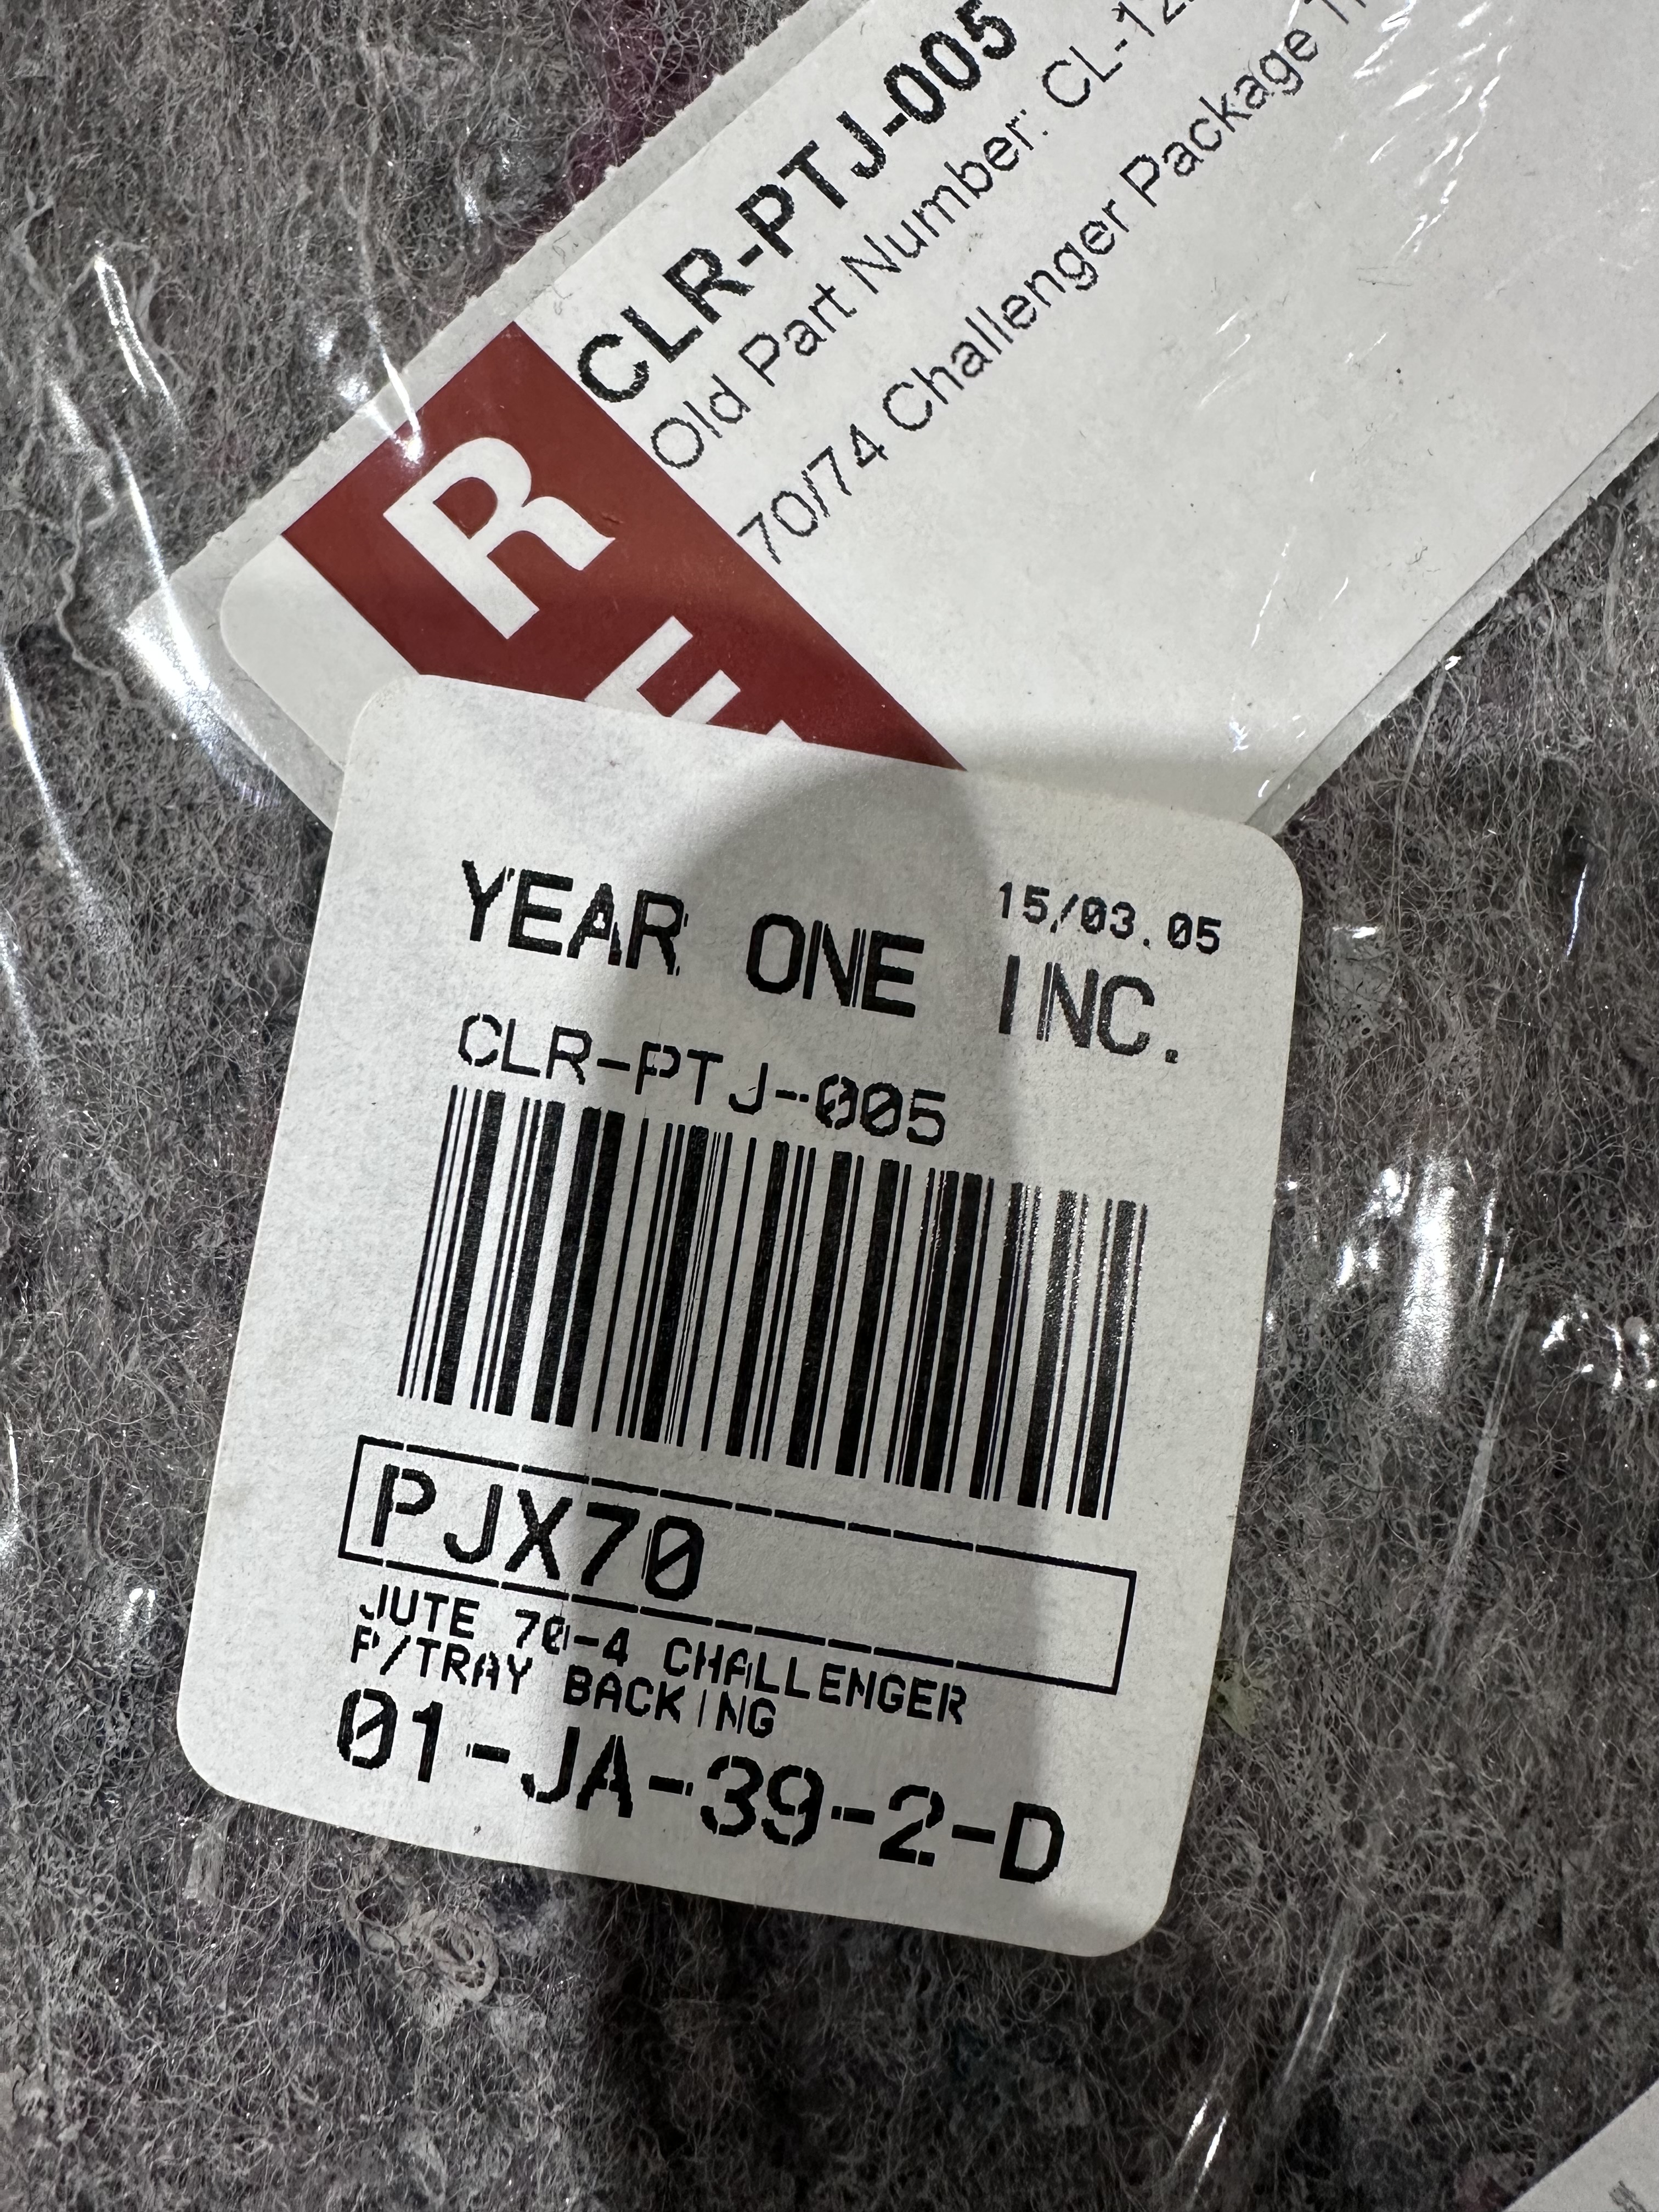 CLR-PTJ-005
Old Part Number:
70/74 Challenger Package
R
E
YEAR ONE INC.
15/03.05
CLR-PTJ-005
PJX70
JUTE 70-4 CHALLENGER
P/TRAY BACKING
01-JA-39-2-D